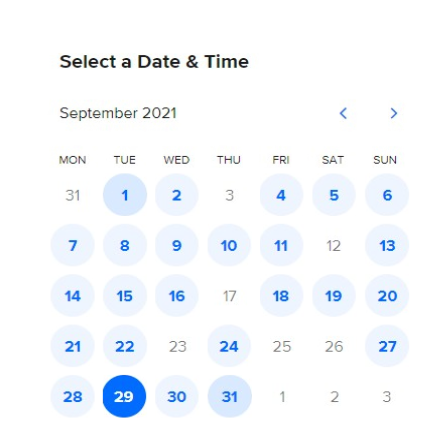 Select a Date & Time
September 2021
MON TUE WED THU FRI SAT SUN
31 1 2 3 4 5 6
7 8 9 10 11 12 13
14 15 16 17 18 19 20
21 22 23 24 25 26 27
28 29 30 31 1 2 3